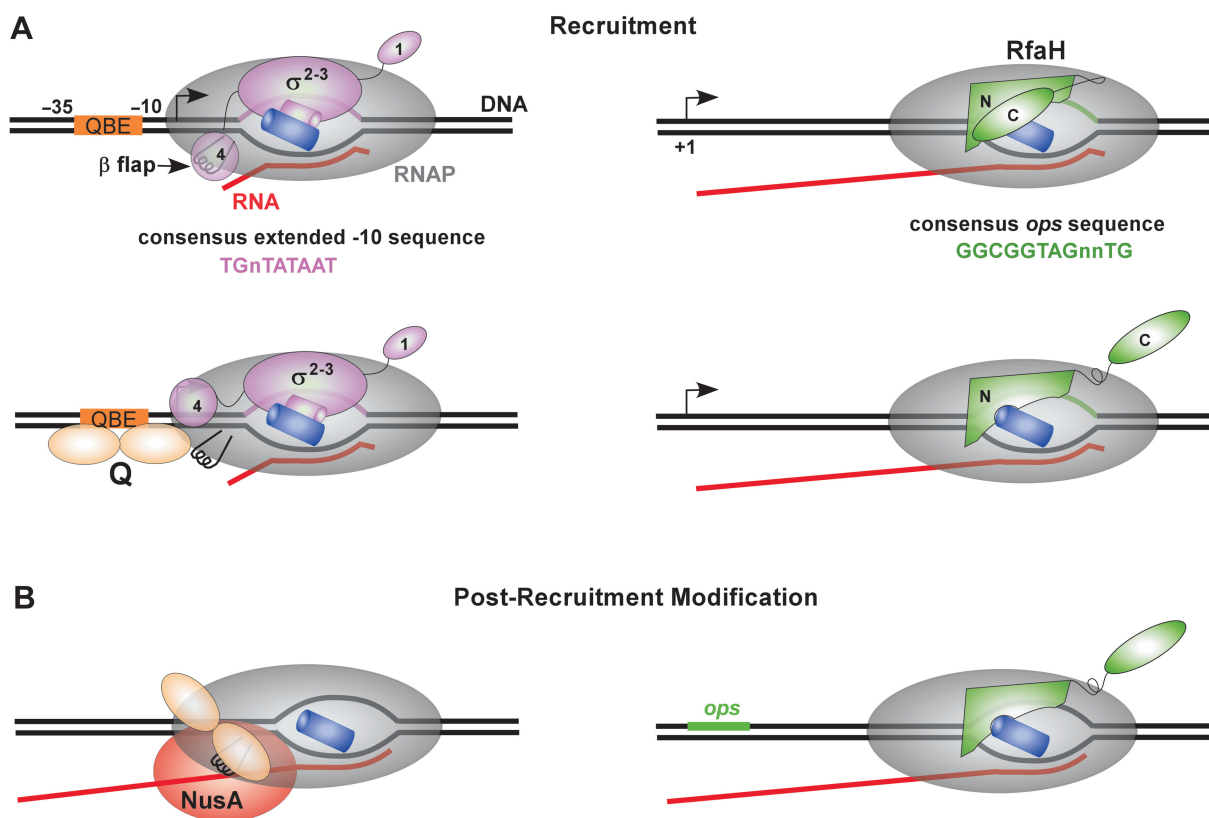 A
Recruitment
1
σ2-3
–35
–10
DNA
QBE
4
β flap
RNAP
RNA
consensus extended -10 sequence
TGnTATAAT
RfaH
N
C
+1
consensus ops sequence
GGCGGTAGnnTG
1
σ2-3
4
QBE
Q
C
N
B
Post-Recruitment Modification
NusA
ops